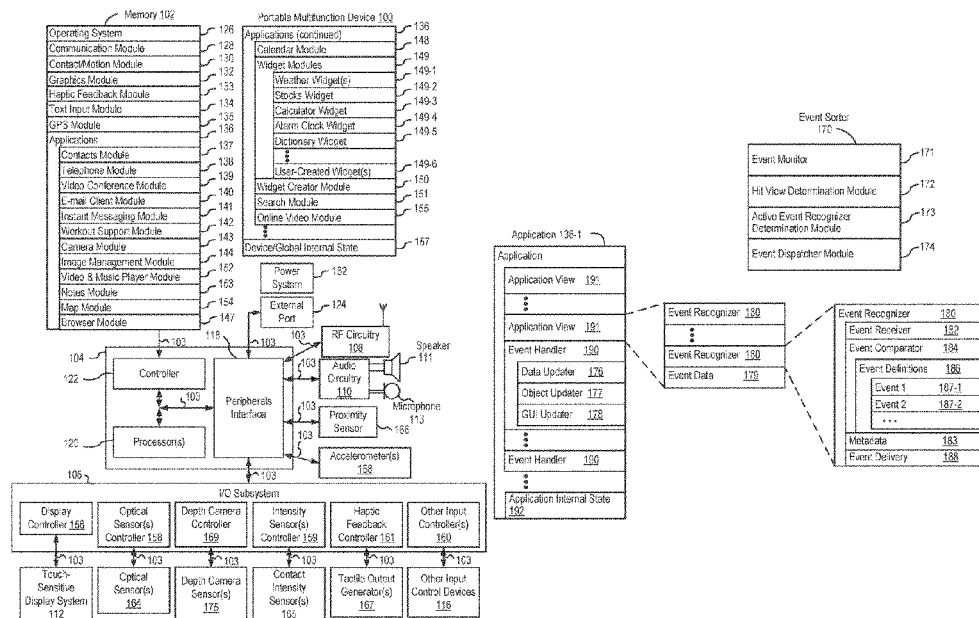 Memory 102
Operating System
126
Communication Module
128
Contact/Motion Module
130
Graphics Module
132
Haptic Feedback Module
133
Text Input Module
134
GPS Module
135
Applications
136
Contacts Module
137
Telephone Module
138
Video Conference Module
139
E-mail Client Module
140
Instant Messaging Module
141
Workout Support Module
142
Camera Module
143
Image Management Module
144
Video & Music Player Module
152
Notes Module
153
Map Module
154
Browser Module
147
Portable Multifunction Device 103
Applications (continued)
136
Calendar Module
148
Widget Modules
149
Weather Widget(s)
149-1
Stocks Widget
149-2
Calculator Widget
149-3
Alarm Clock Widget
149-4
Dictionary Widget
149-5
User-Created Widget(s)
149-6
Widget Creator Module
150
Search Module
151
Online Video Module
155
Device/Global Internal State
157
Power System
162
External Port
124
103
118
103
103
RF Circuitry 108
Speaker 111
Audio Circuitry 110
103
Microphone 113
103
Proximity Sensor 166
103
Accelerometer(s) 168
104
122
Controller
103
Peripherals Interface
120
Processor(s)
103
106
I/O Subsystem
Display Controller 156
Optical Sensor(s) Controller 158
Depth Camera Controller 169
Intensity Sensor(s) Controller 159
Haptic Feedback Controller 161
Other Input Controller(s) 160
103
103
103
103
103
103
Touch-Sensitive Display System 112
Optical Sensor(s) 164
Depth Camera Sensor(s) 175
Contact Intensity Sensor(s) 165
Tactile Output Generator(s) 167
Other Input Control Devices 116
Event Sorter 170
Event Monitor
171
Hit View Determination Module
172
Active Event Recognizer Determination Module
173
Event Dispatcher Module
174
Application 136-1
Application
Application View 191
Application View 191
Event Handler 190
Data Updater 176
Object Updater 177
GUI Updater 178
Event Handler 190
Application Internal State 192
Event Recognizer 180
Event Recognizer 180
Event Data 179
Event Recognizer 180
Event Receiver 182
Event Comparator 184
Event Definitions 186
Event 1 187-1
Event 2 187-2
...
Metadata 183
Event Delivery 188